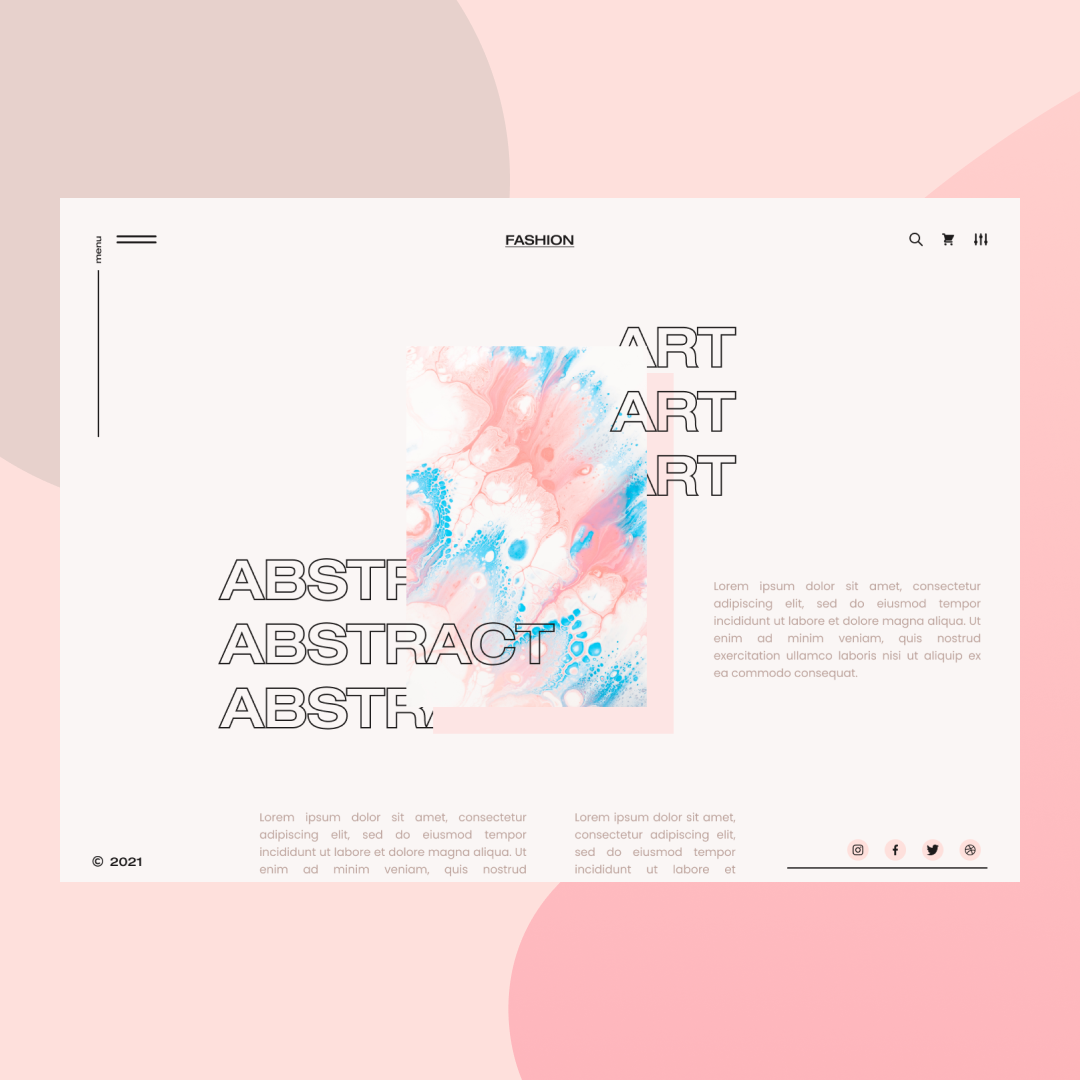 menu
FASHION
ART
ART
ART
ABSTR
ABSTRACT
ABSTR
Lorem ipsum dolor sit amet, consectetur
adipiscing elit, sed do eiusmod tempor
incididunt ut labore et dolore magna aliqua. Ut
enim ad minim veniam, quis nostrud
exercitation ullamco laboris nisi ut aliquip ex
ea commodo consequat.
Lorem ipsum dolor sit amet, consectetur
adipiscing elit, sed do eiusmod tempor
incididunt ut labore et dolore magna aliqua. Ut
enim ad minim veniam, quis nostrud
Lorem ipsum dolor sit amet,
consectetur adipiscing elit,
sed do eiusmod tempor
incididunt ut labore et
© 2021